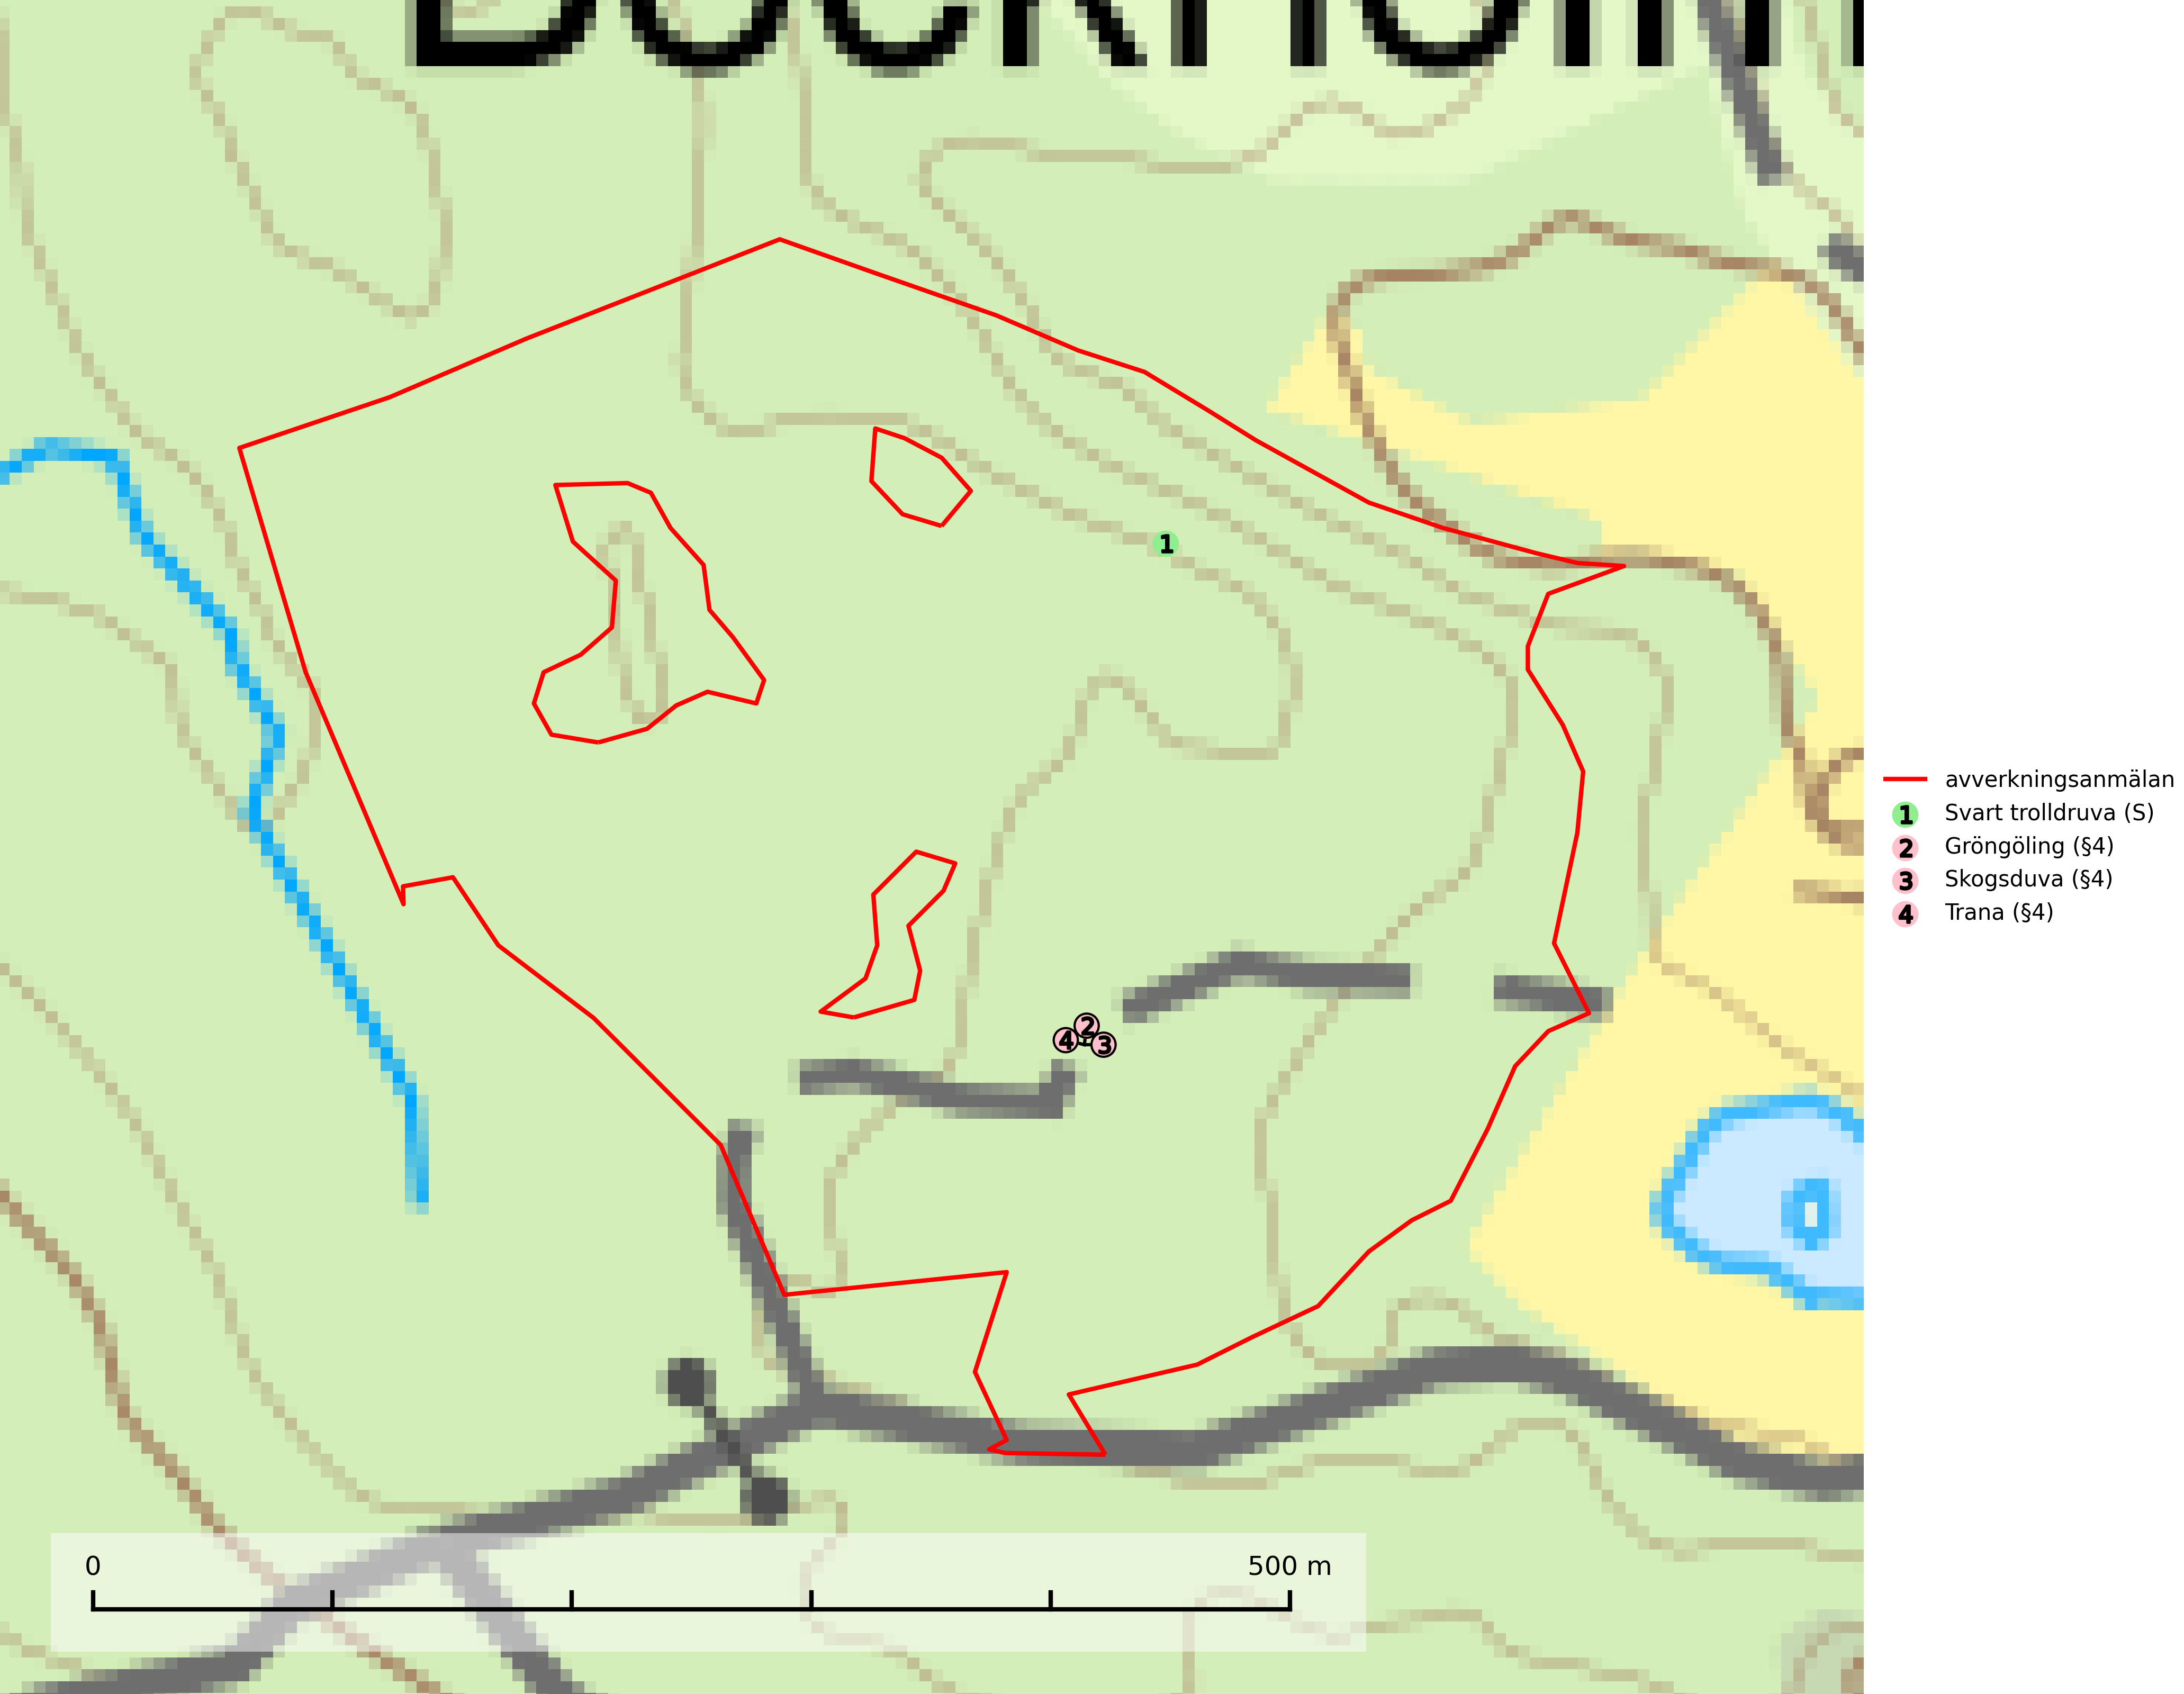 1
4 2 3
avverkningsanmälan
1 Svart trolldruva (S)
2 Gröngöling (§4)
3 Skogsduva (§4)
4 Trana (§4)
0 500 m